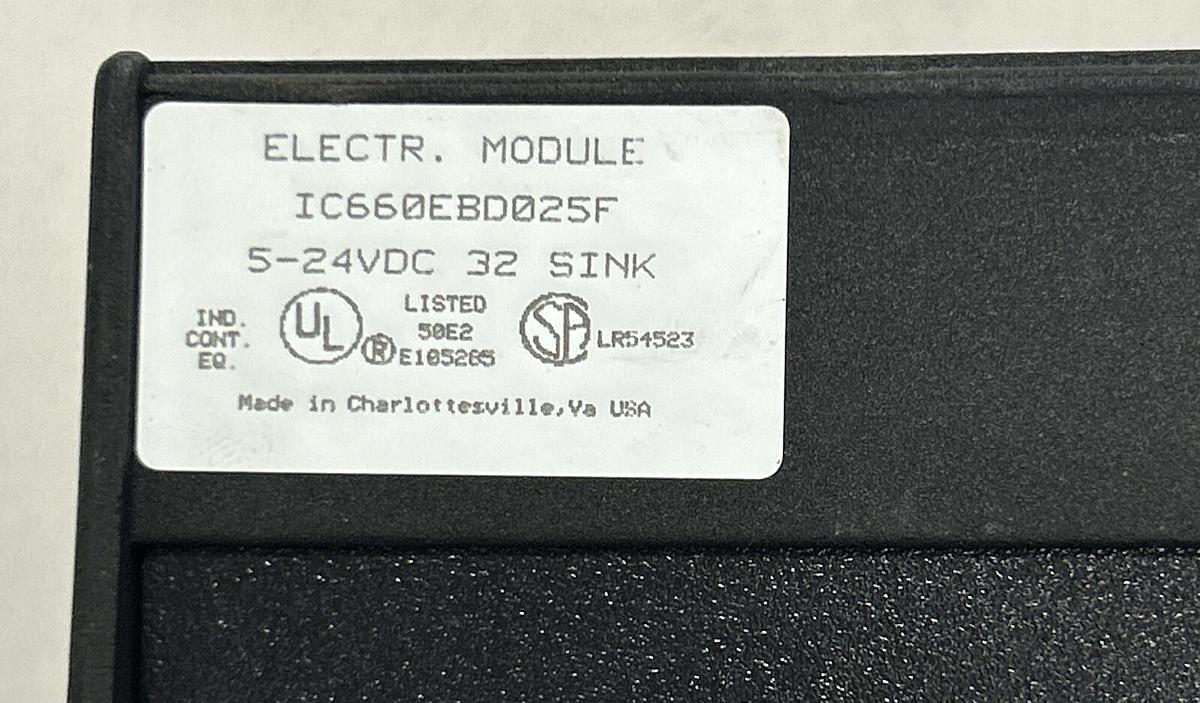 ELECTR. MODULE
IC660EBD025F
5-24VDC 32 SINK
IND.
CONT.
EQ.
UL
®
LISTED
50E2
E105265
SA
LR54523
Made in Charlottesville,Va USA